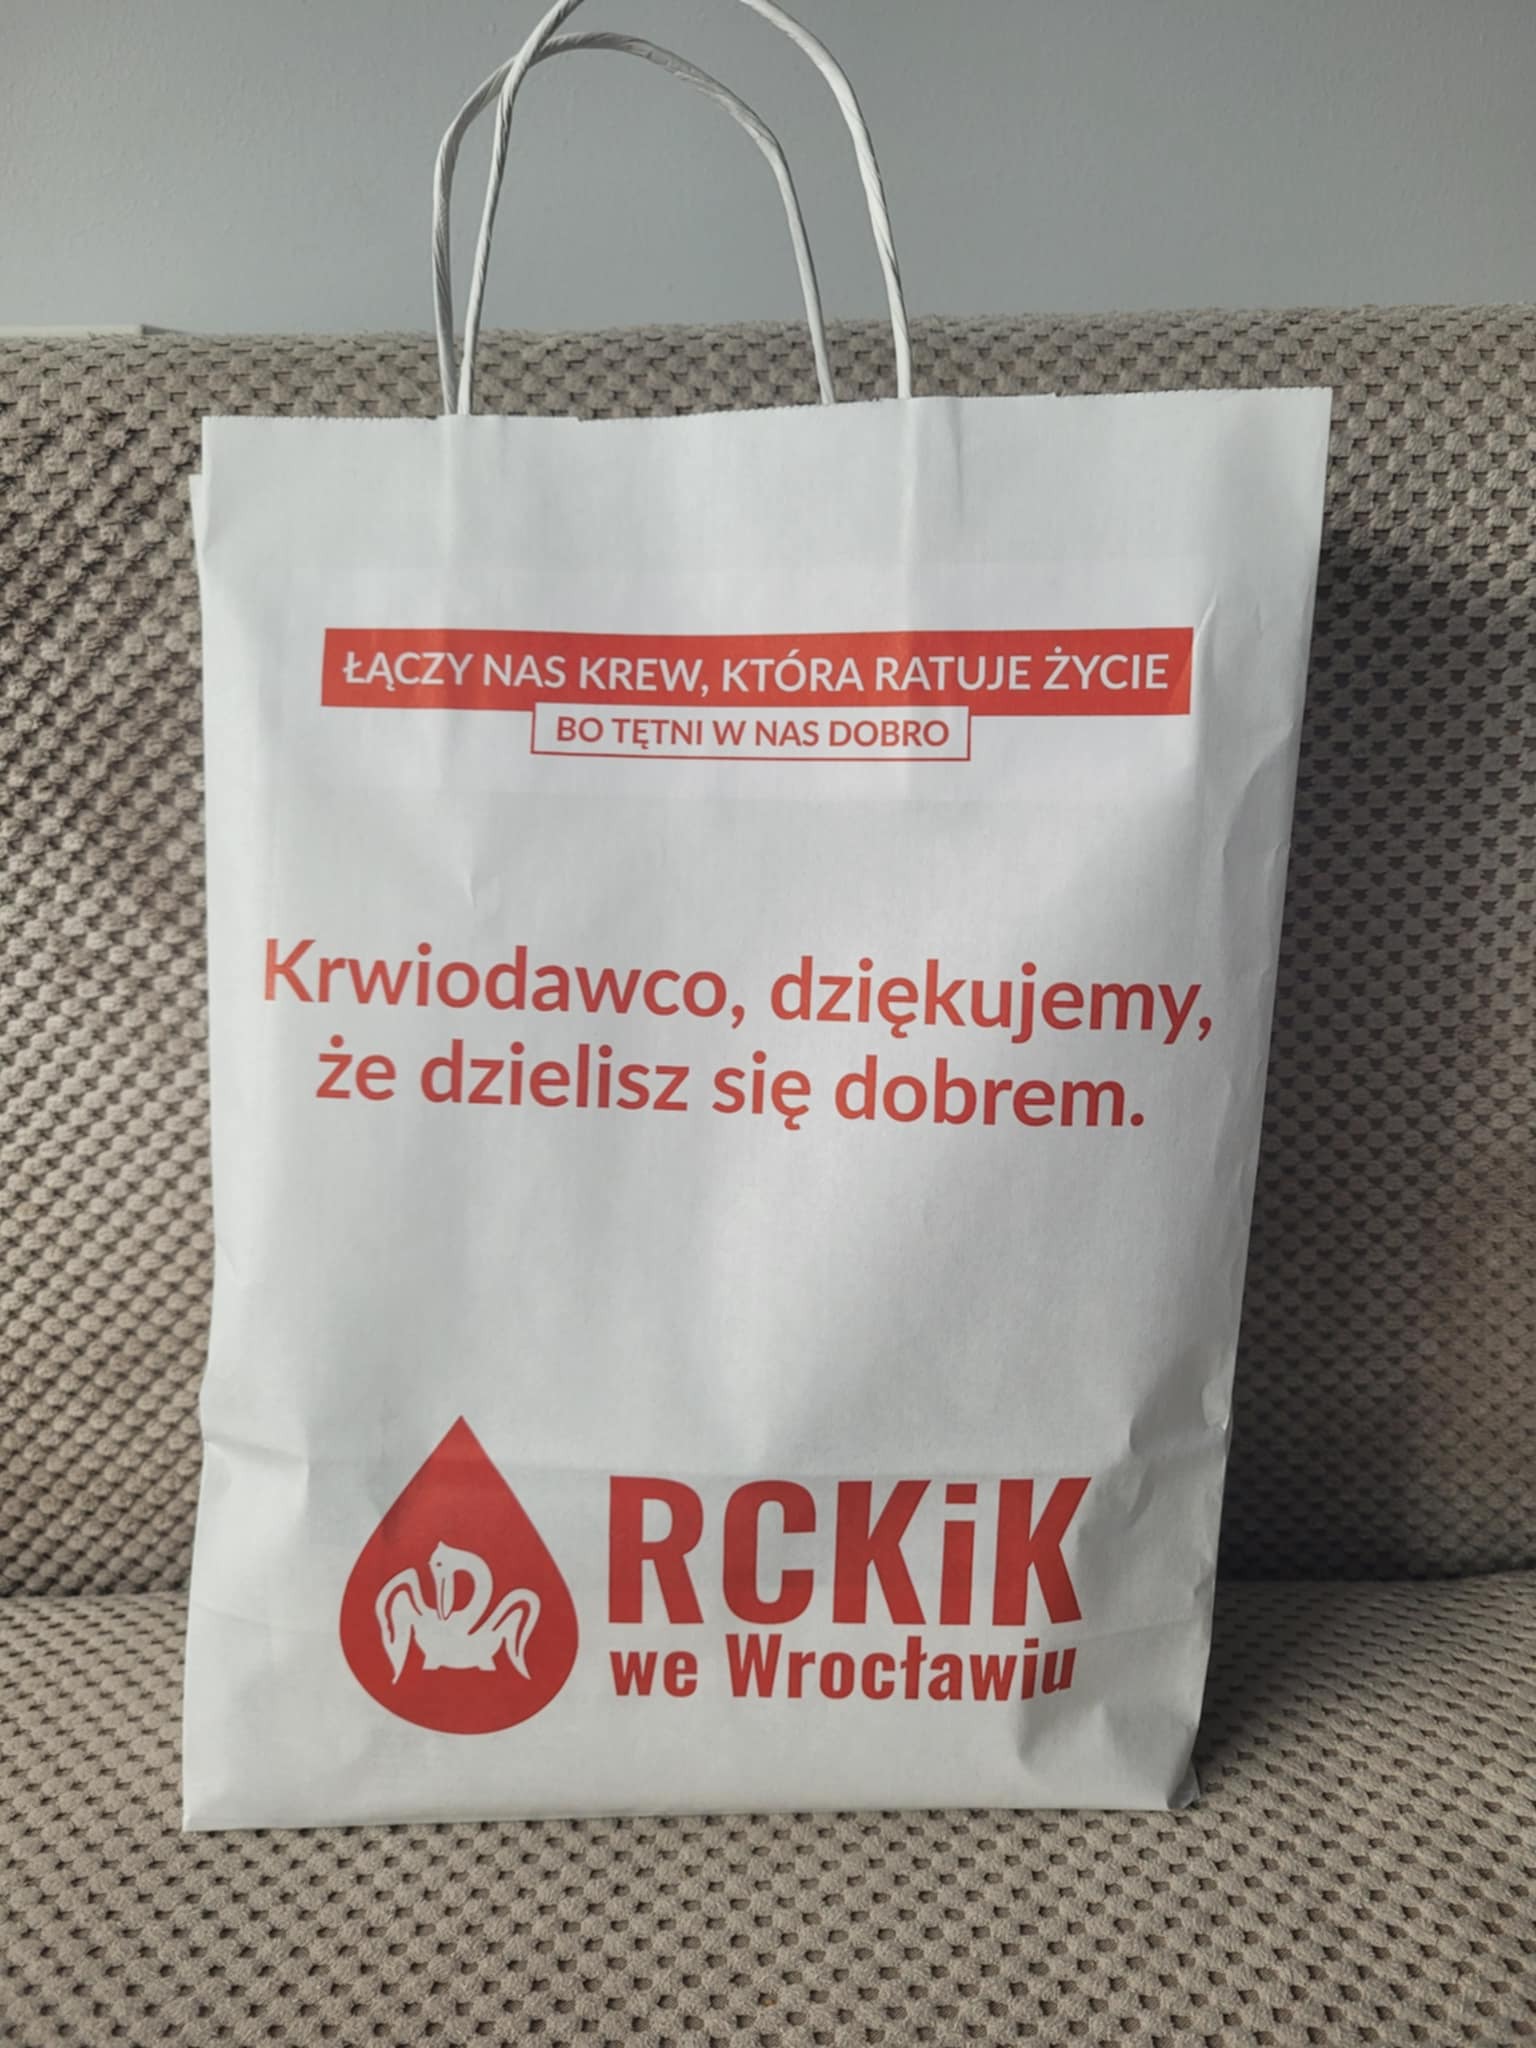 ŁĄCZY NAS KREW, KTÓRA RATUJE ŻYCIE
BO TĘTNI W NAS DOBRO
Krwiodawco, dziękujemy,
że dzielisz się dobrem.
RCKiK
we Wrocławiu